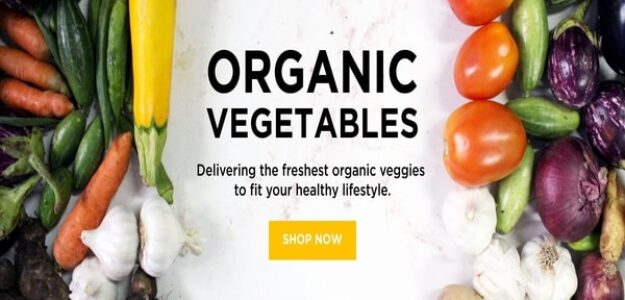 ORGANIC
VEGETABLES
Delivering the freshest organic veggies
to fit your healthy lifestyle.
SHOP NOW